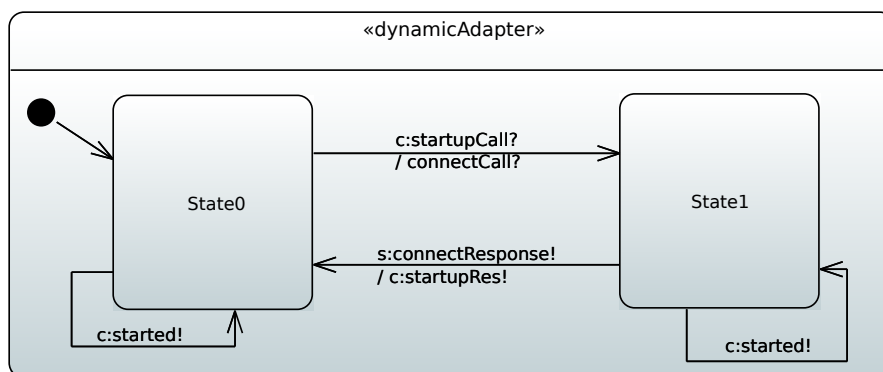 «dynamicAdapter»
c:startupCall?
/ connectCall?
State0
State1
s:connectResponse!
/ c:startupRes!
c:started!
c:started!